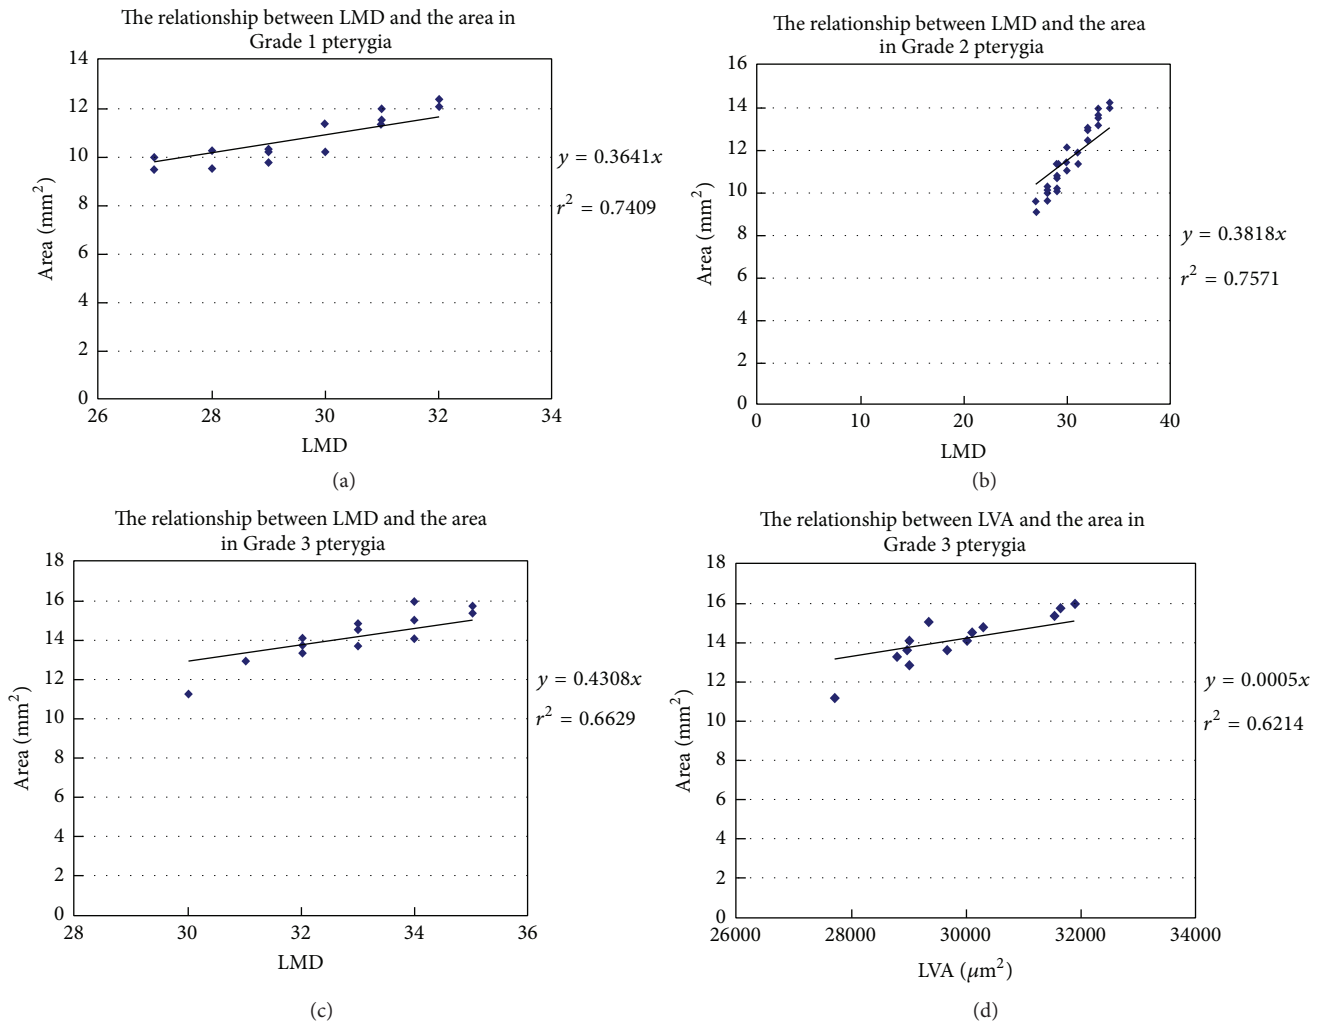 The relationship between LMD and the area in
Grade 1 pterygia
14
12
10
8
6
4
2
0
26 28 30 32 34
Area (mm²)
LMD
y = 0.3641x
r² = 0.7409
(a)
The relationship between LMD and the area
in Grade 2 pterygia
16
14
12
10
8
6
4
2
0
0 10 20 30 40
Area (mm²)
LMD
y = 0.3818x
r² = 0.7571
(b)
The relationship between LMD and the area
in Grade 3 pterygia
18
16
14
12
10
8
6
4
2
0
28 30 32 34 36
Area (mm²)
LMD
y = 0.4308x
r² = 0.6629
(c)
The relationship between LVA and the area in
Grade 3 pterygia
18
16
14
12
10
8
6
4
2
0
26000 28000 30000 32000 34000
Area (mm²)
LVA (μm²)
y = 0.0005x
r² = 0.6214
(d)